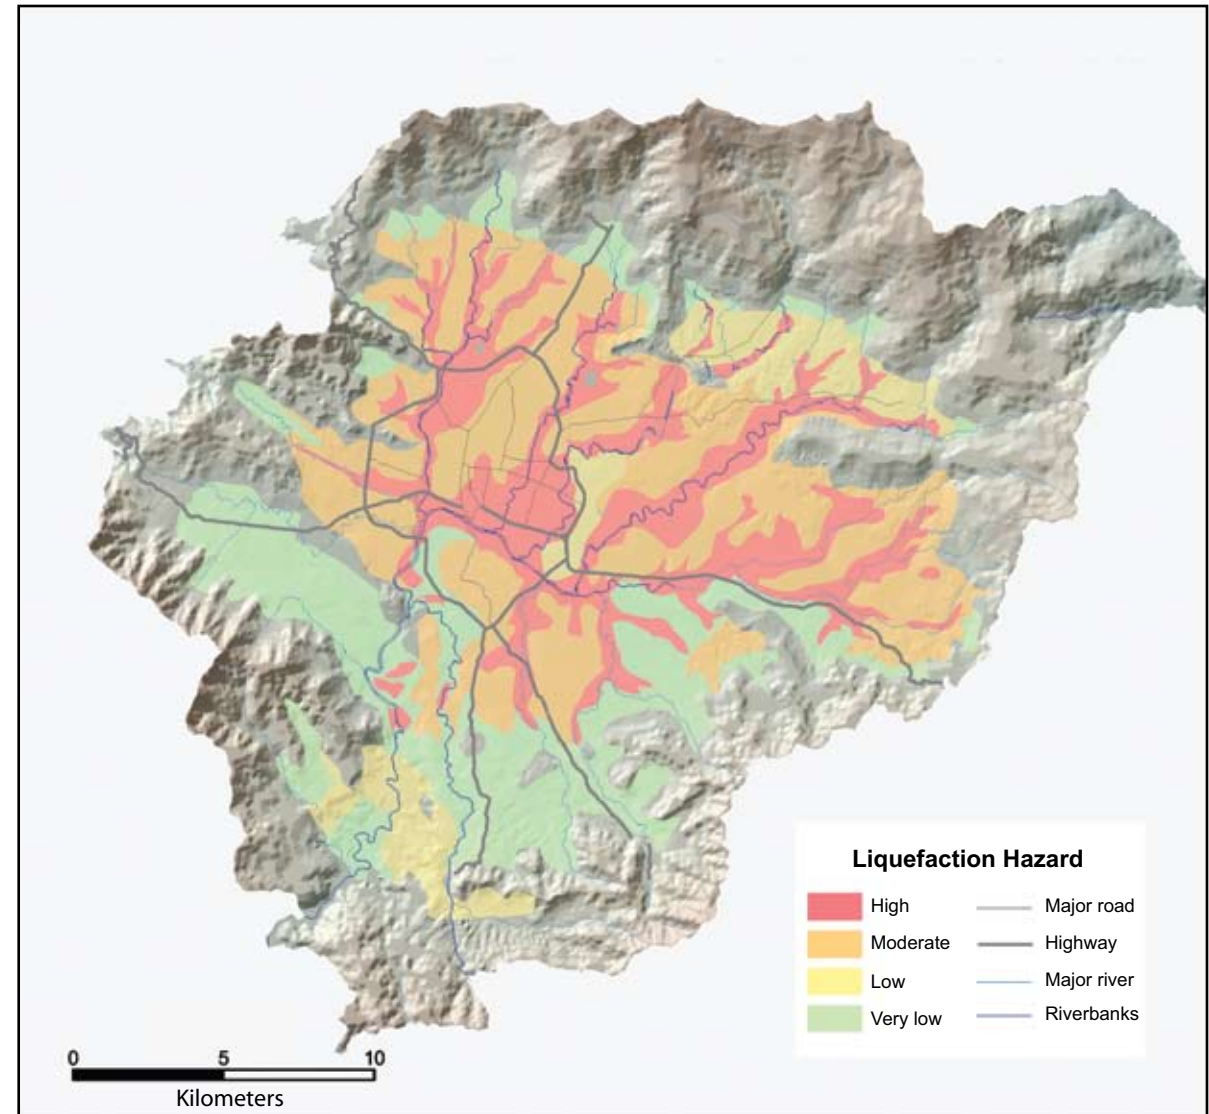 Liquefaction Hazard
High
Moderate
Low
Very low
Major road
Highway
Major river
Riverbanks
0 5 10
Kilometers